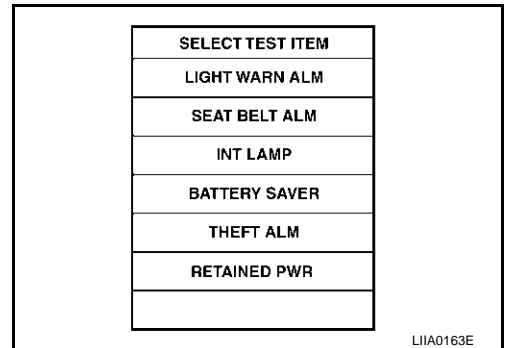 SELECT TEST ITEM
LIGHT WARN ALM
SEAT BELT ALM
INT LAMP
BATTERY SAVER
THEFT ALM
RETAINED PWR
LIIA0163E